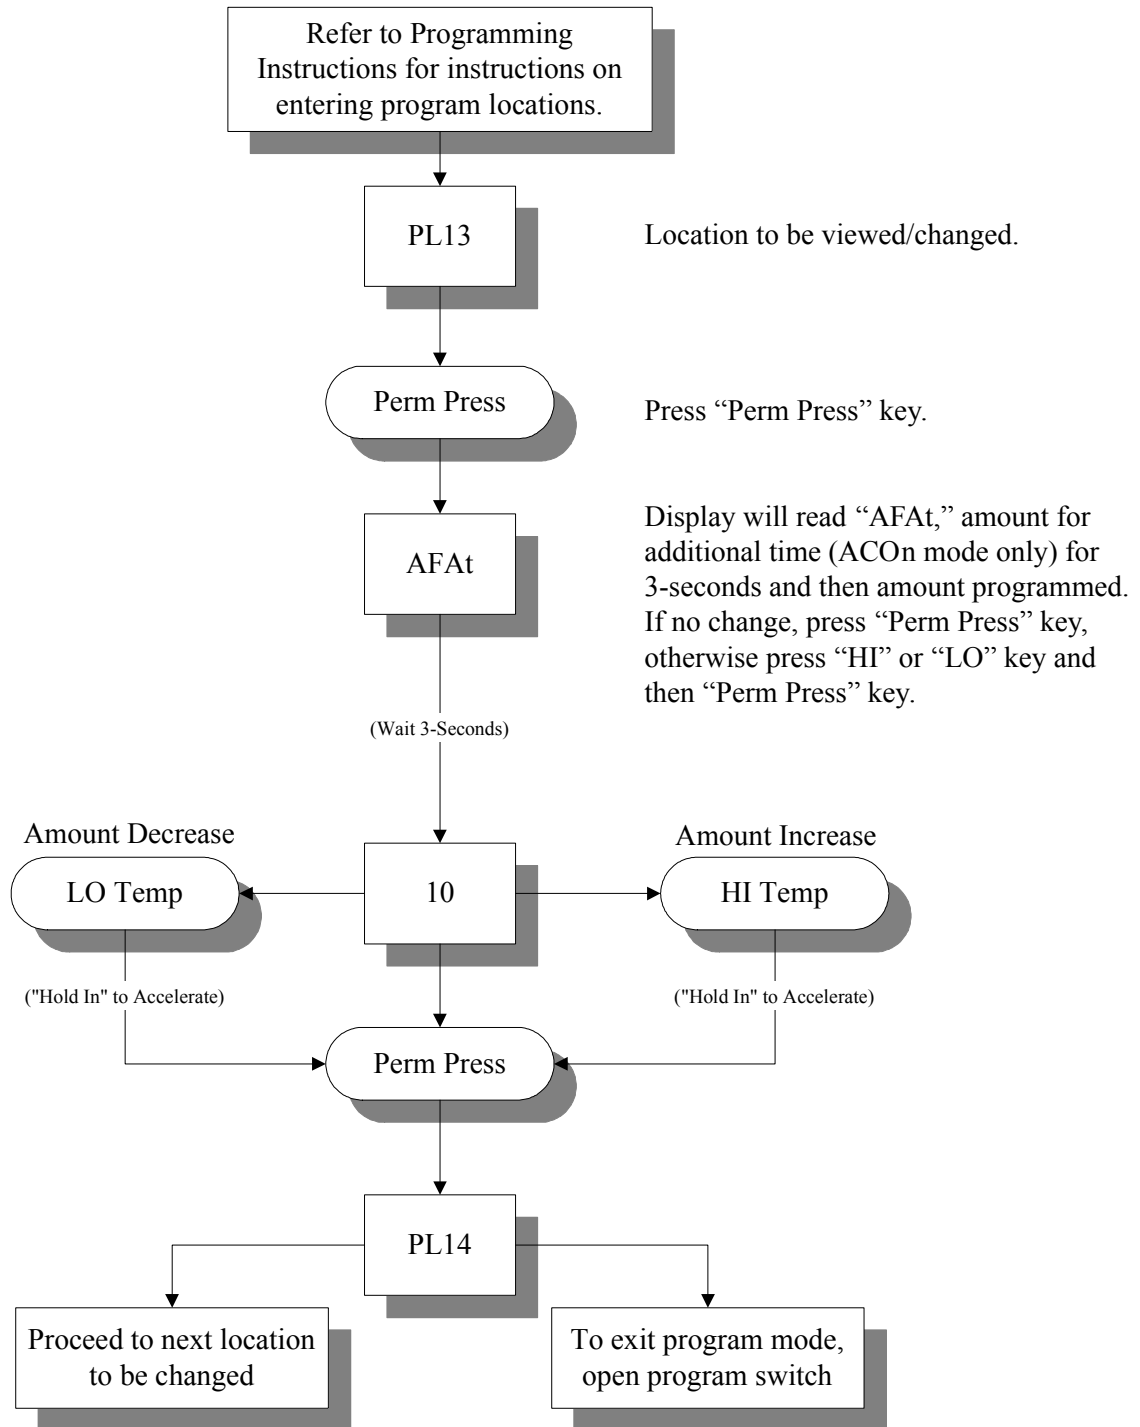 Refer to Programming
Instructions for instructions on
entering program locations.
PL13
Location to be viewed/changed.
Perm Press
Press “Perm Press” key.
AFAt
Display will read “AFAt,” amount for
additional time (ACOn mode only) for
3-seconds and then amount programmed.
If no change, press “Perm Press” key,
otherwise press “HI” or “LO” key and
then “Perm Press” key.
(Wait 3-Seconds)
Amount Decrease
LO Temp
10
Amount Increase
HI Temp
("Hold In" to Accelerate)
("Hold In" to Accelerate)
Perm Press
PL14
Proceed to next location
to be changed
To exit program mode,
open program switch